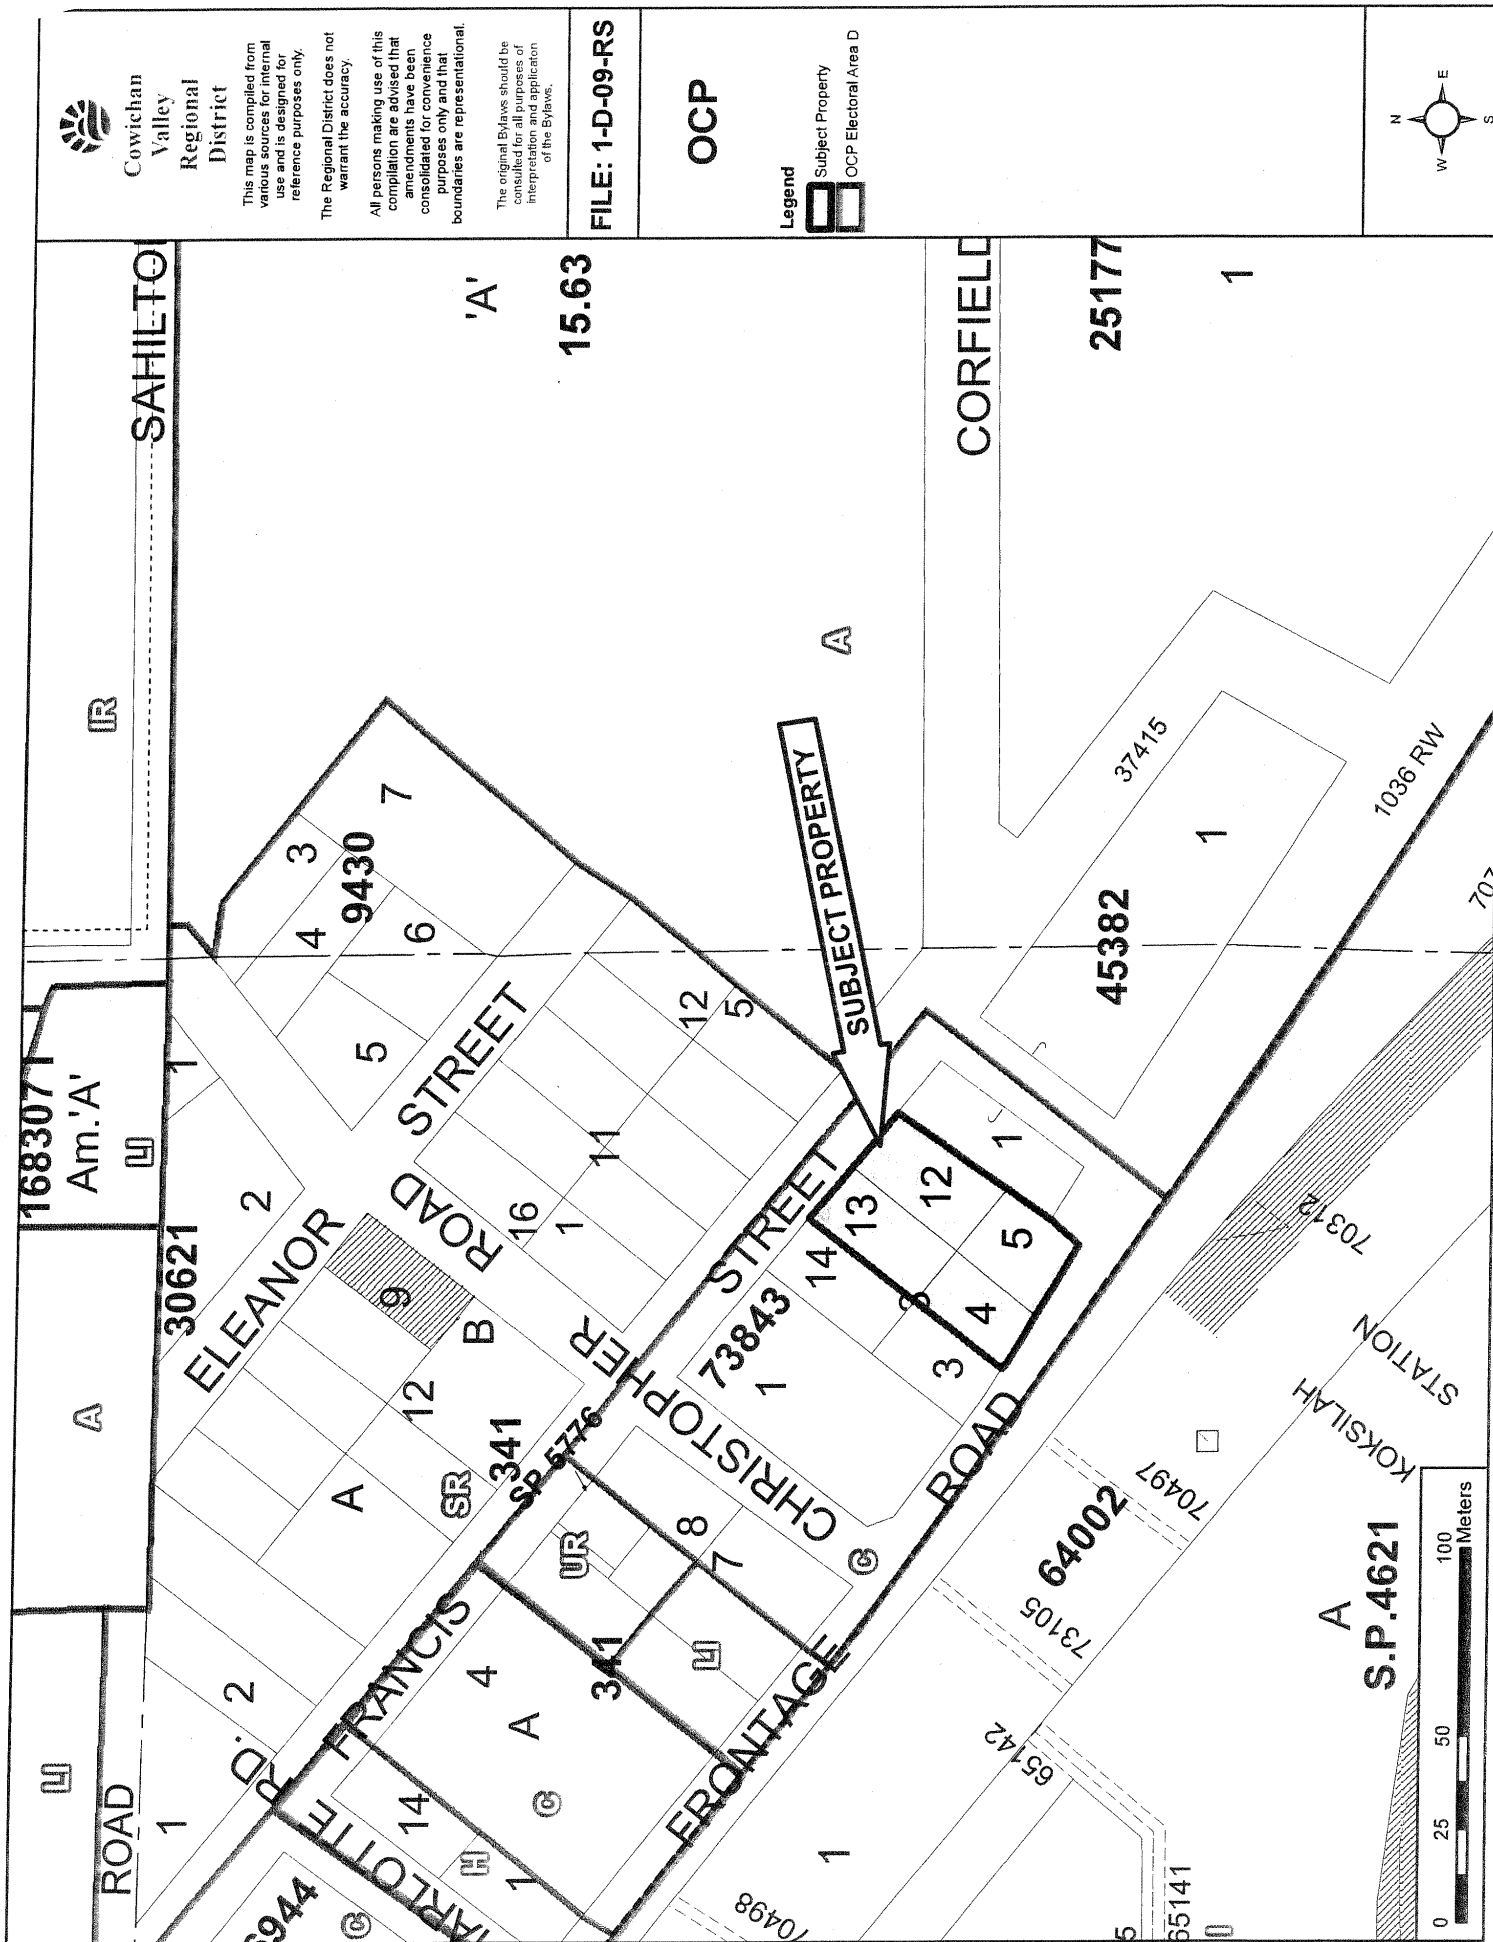 Cowichan
Valley
Regional
District
This map is compiled from
various sources for internal
use and is designed for
reference purposes only.
The Regional District does not
warrant the accuracy.
All persons making use of this
compilation are advised that
amendments have been
consolidated for convenience
purposes only and that
boundaries are representational.
The original Bylaws should be
consulted for all purposes of
interpretation and applicaton
of the Bylaws.
FILE: 1-D-09-RS
OCP
Legend
Subject Property
OCP Electoral Area D
N
W
E
S
SAHILTO
'A'
15.63
CORFIELD
25177
1
IR
A
168307
1
Am.'A'
LI
30621
1
2
A
LI
ROAD
1
2
RD.
ELEANOR
ROAD
STREET
9430
3
4
5
6
7
9
B
12
A
SR
341
SP 5776
16
1
11
12
5
SUBJECT PROPERTY
CHRISTOPHER
STREET
FRANCIS
73843
1
14
13
12
3
3
4
5
1
UR
8
7
LI
341
4
A
C
C
14
1
H
C
FRONTAGE
ROAD
37415
1
45382
1036 RW
70312
KOKSILAH
STATION
70497
64002
73105
65142
70498
1
65141
5
A
S.P.4621
0
25
50
100
Meters